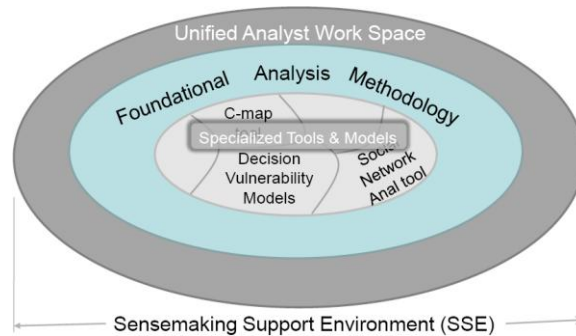 Unified Analyst Work Space
Foundational Analysis Methodology
C-map
Specialized Tools & Models
Decision
Vulnerability
Models
Network
Anal tool
Sensemaking Support Environment (SSE)